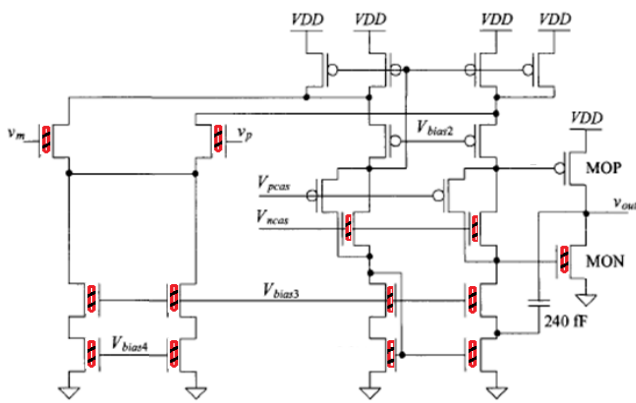 VDD VDD VDD VDD
v_m v_p V_bias2 VDD
V_pcas MOP
V_ncas v_out
MON
V_bias3
240 fF
V_bias4